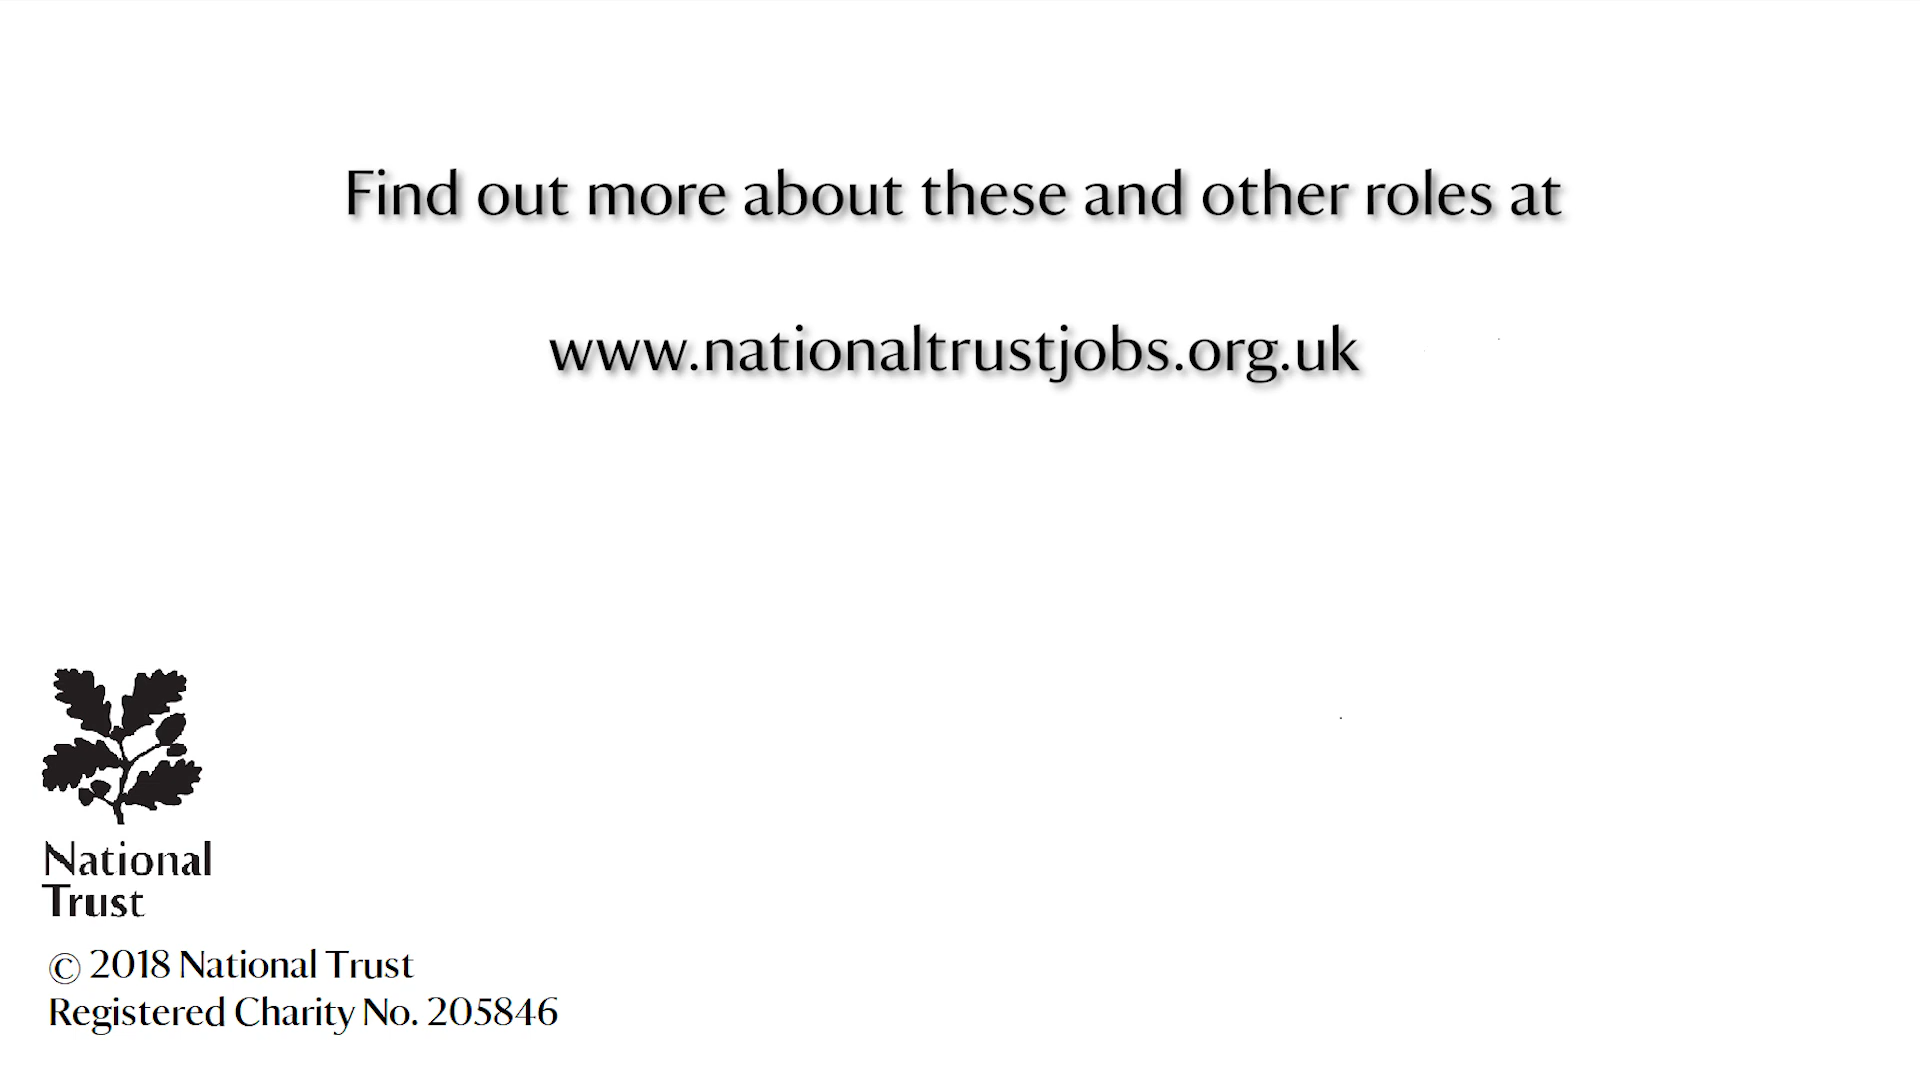 Find out more about these and other roles at
www.nationaltrustjobs.org.uk
National
Trust
© 2018 National Trust
Registered Charity No. 205846